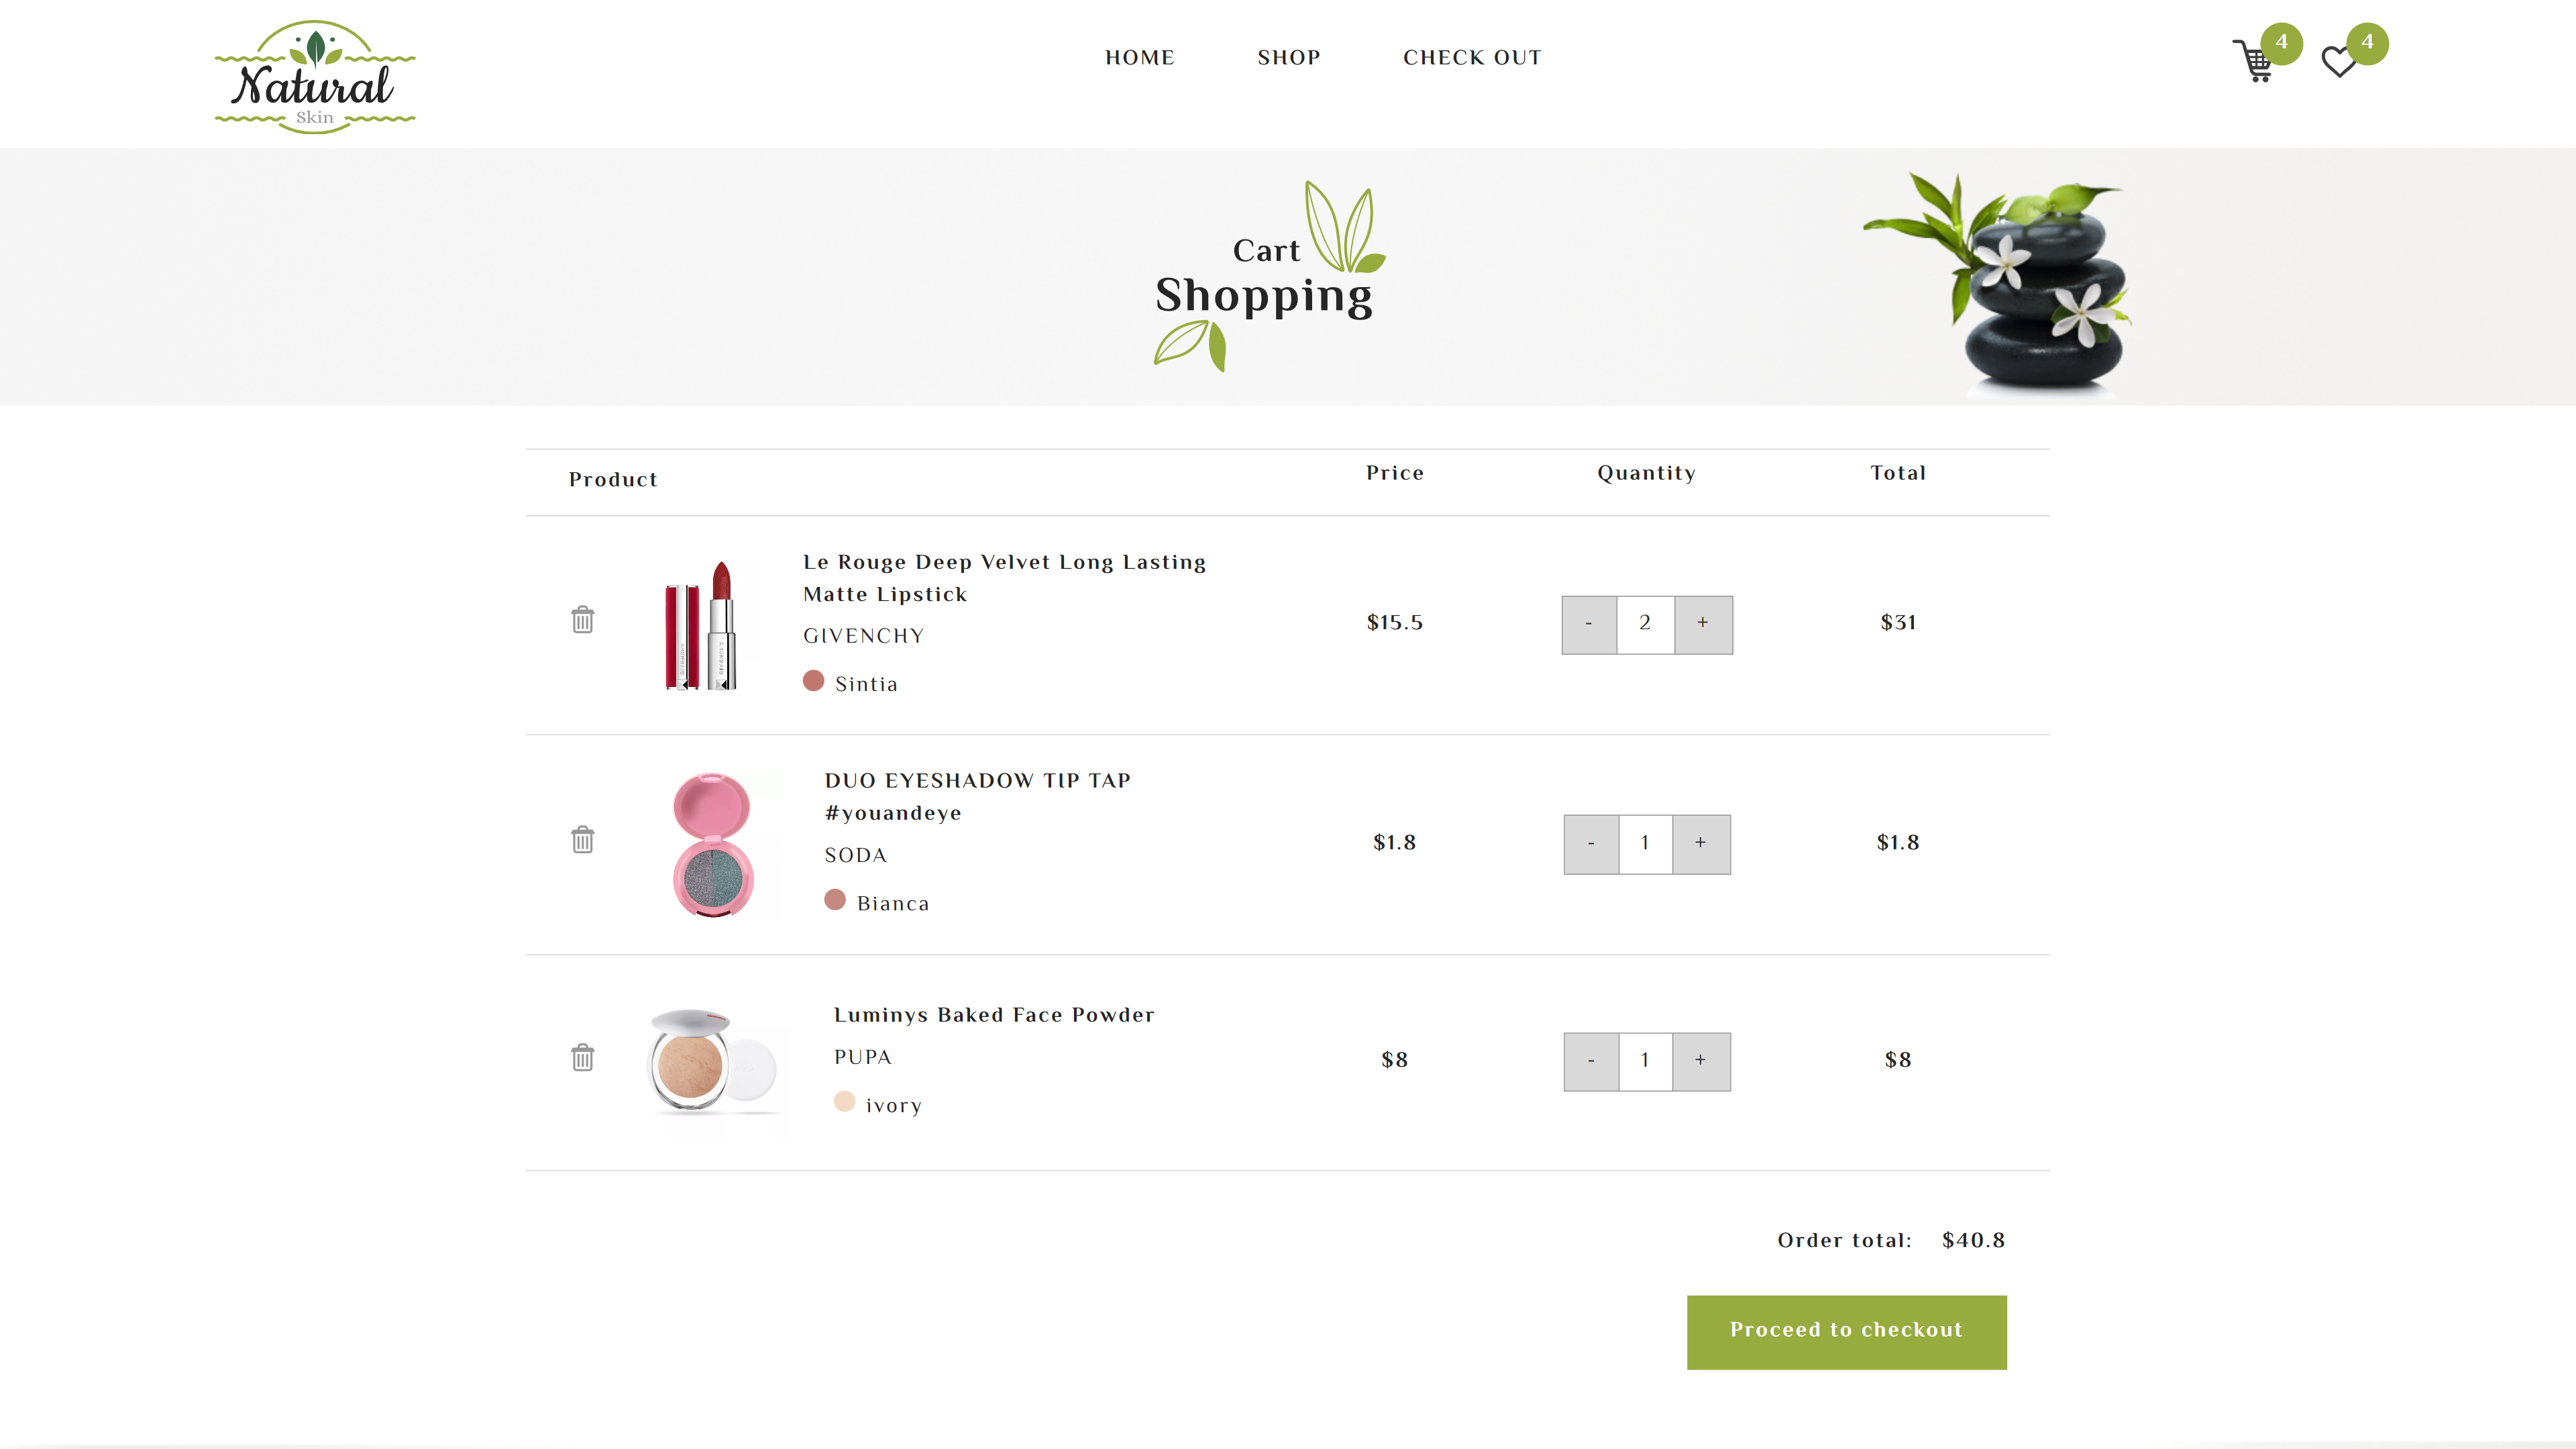 Natural
Skin
HOME
SHOP
CHECK OUT
4
4
Cart
Shopping
Product
Price
Quantity
Total
Le Rouge Deep Velvet Long Lasting
Matte Lipstick
GIVENCHY
Sintia
$15.5
- 2 +
$31
DUO EYESHADOW TIP TAP
#youandeye
SODA
Bianca
$1.8
- 1 +
$1.8
Luminys Baked Face Powder
PUPA
ivory
$8
- 1 +
$8
Order total: $40.8
Proceed to checkout